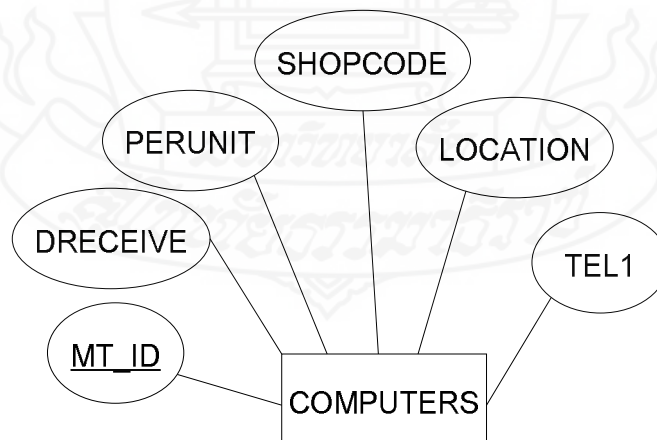 SHOPCODE
PERUNIT
LOCATION
DRECEIVE
TEL1
MT_ID
COMPUTERS